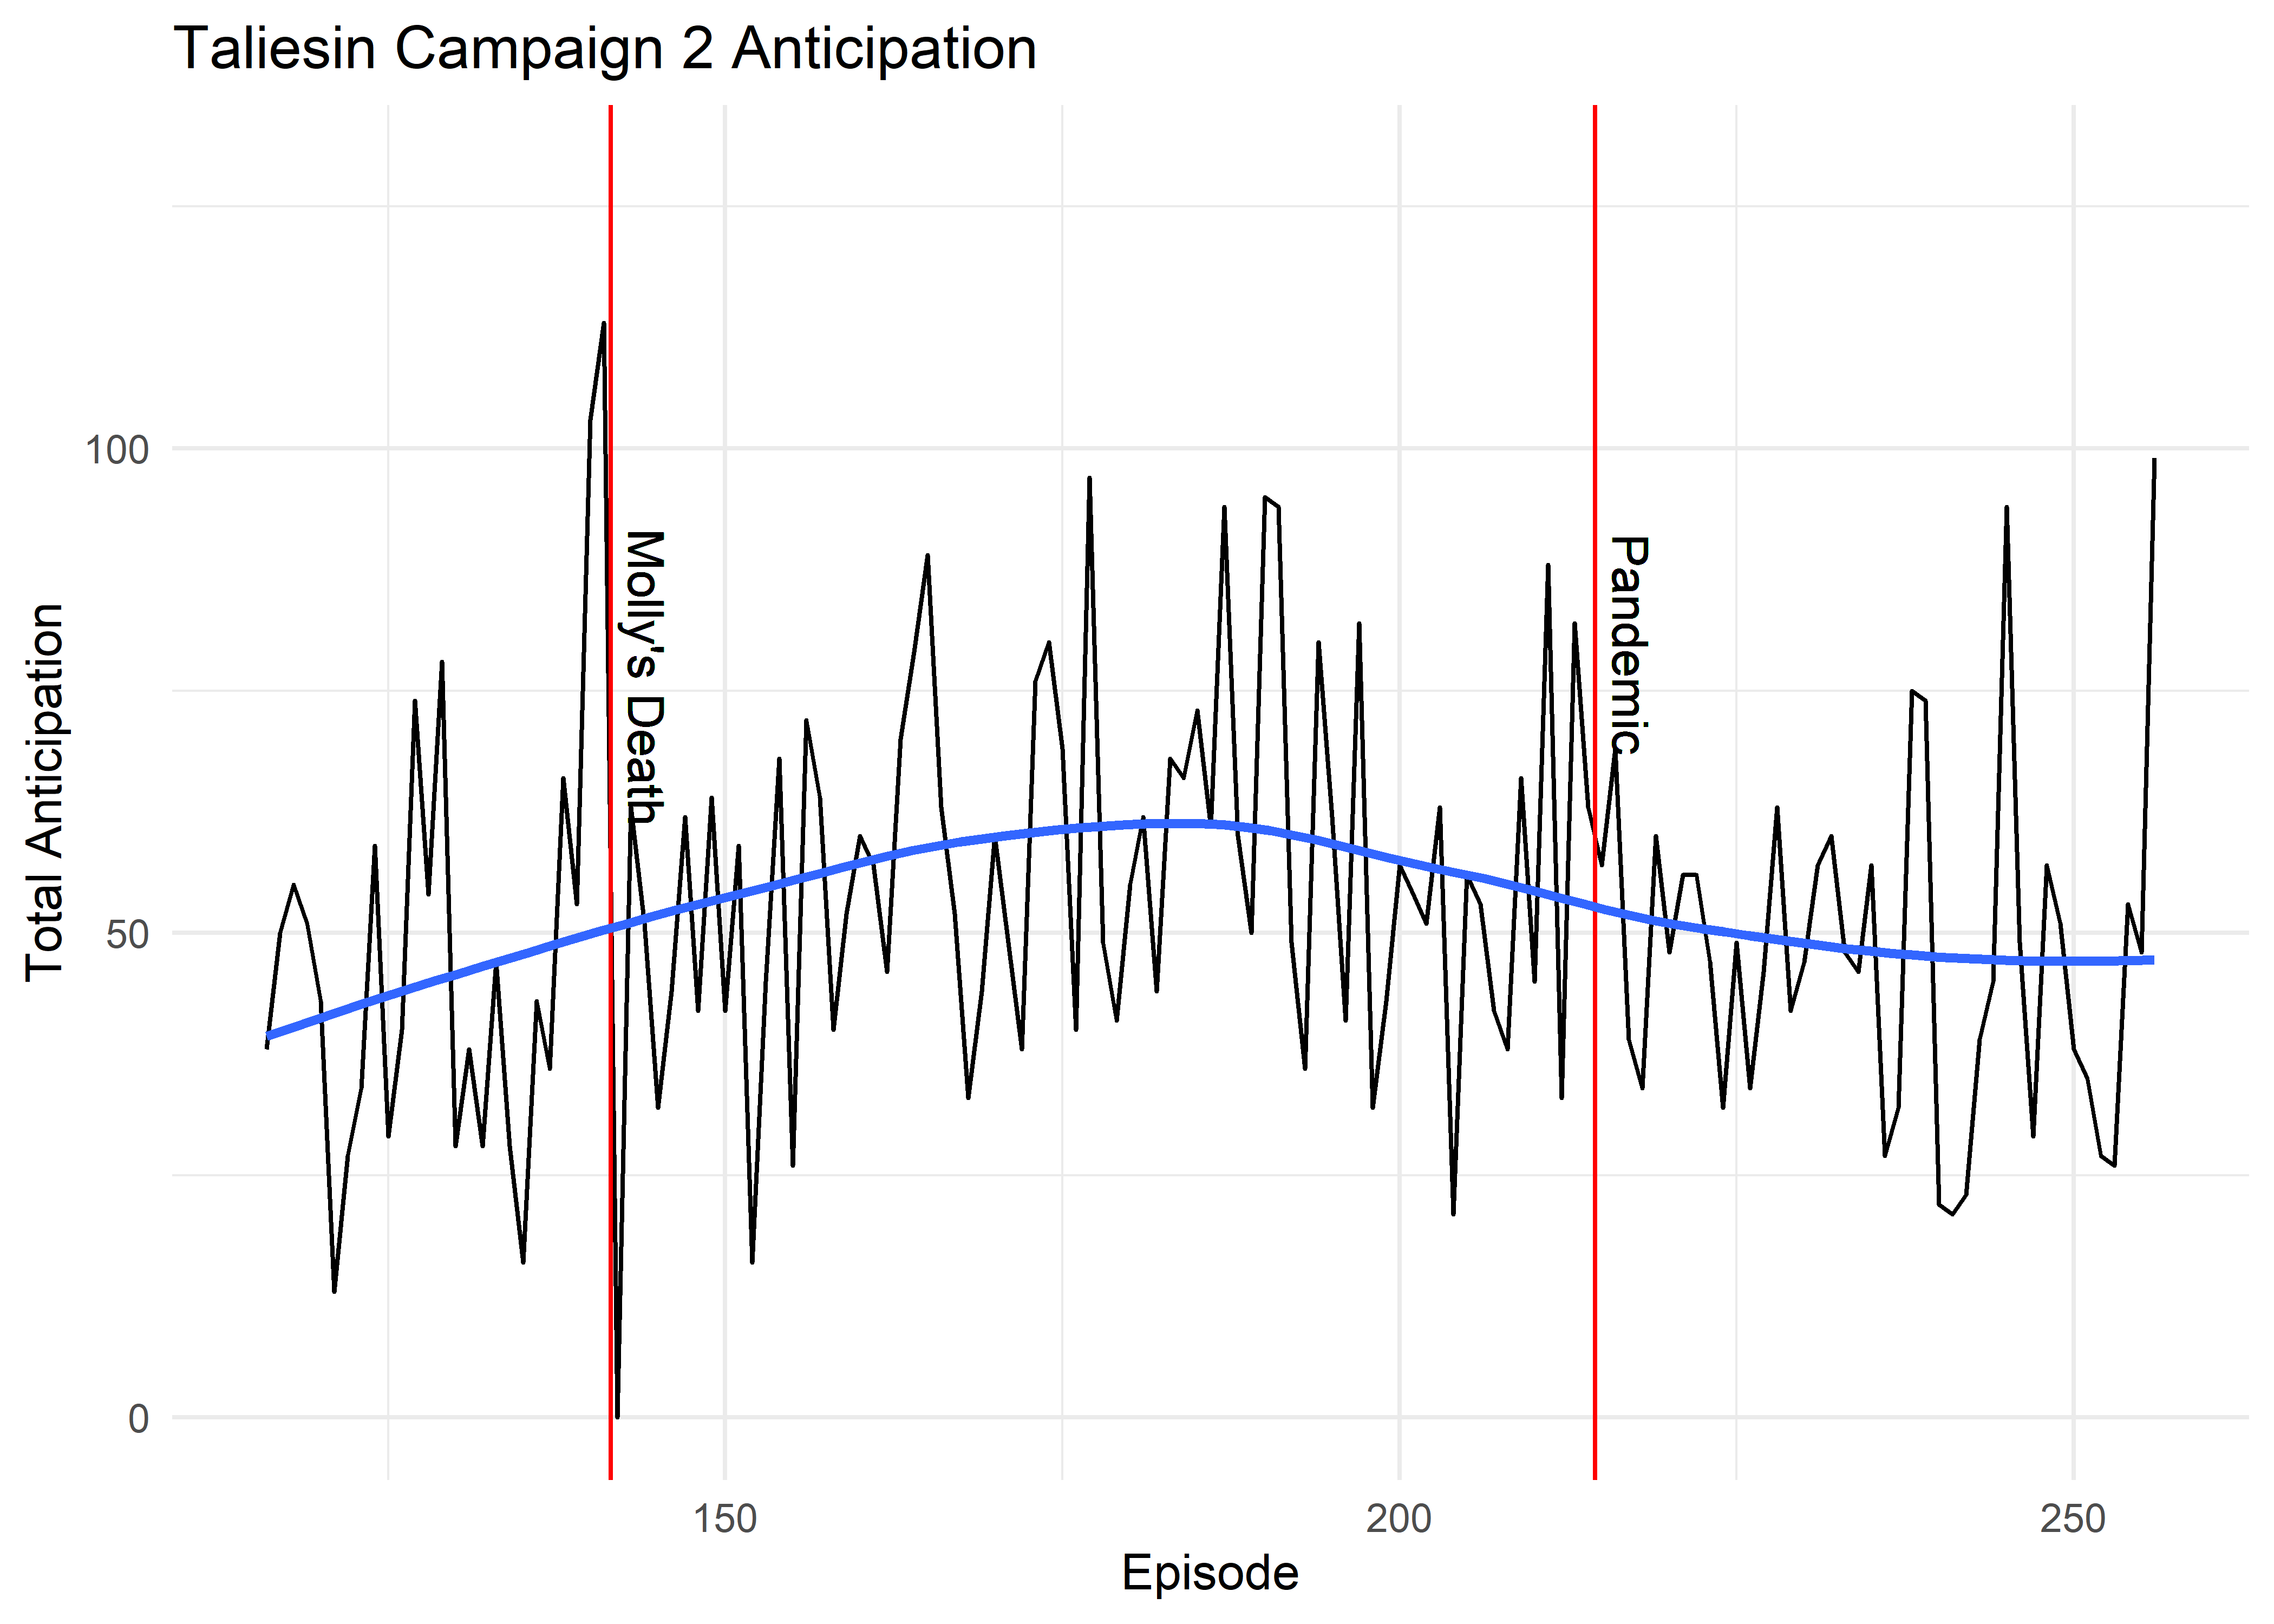 Taliesin Campaign 2 Anticipation
Total Anticipation
100
50
0
Molly's Death
Pandemic
150
200
250
Episode